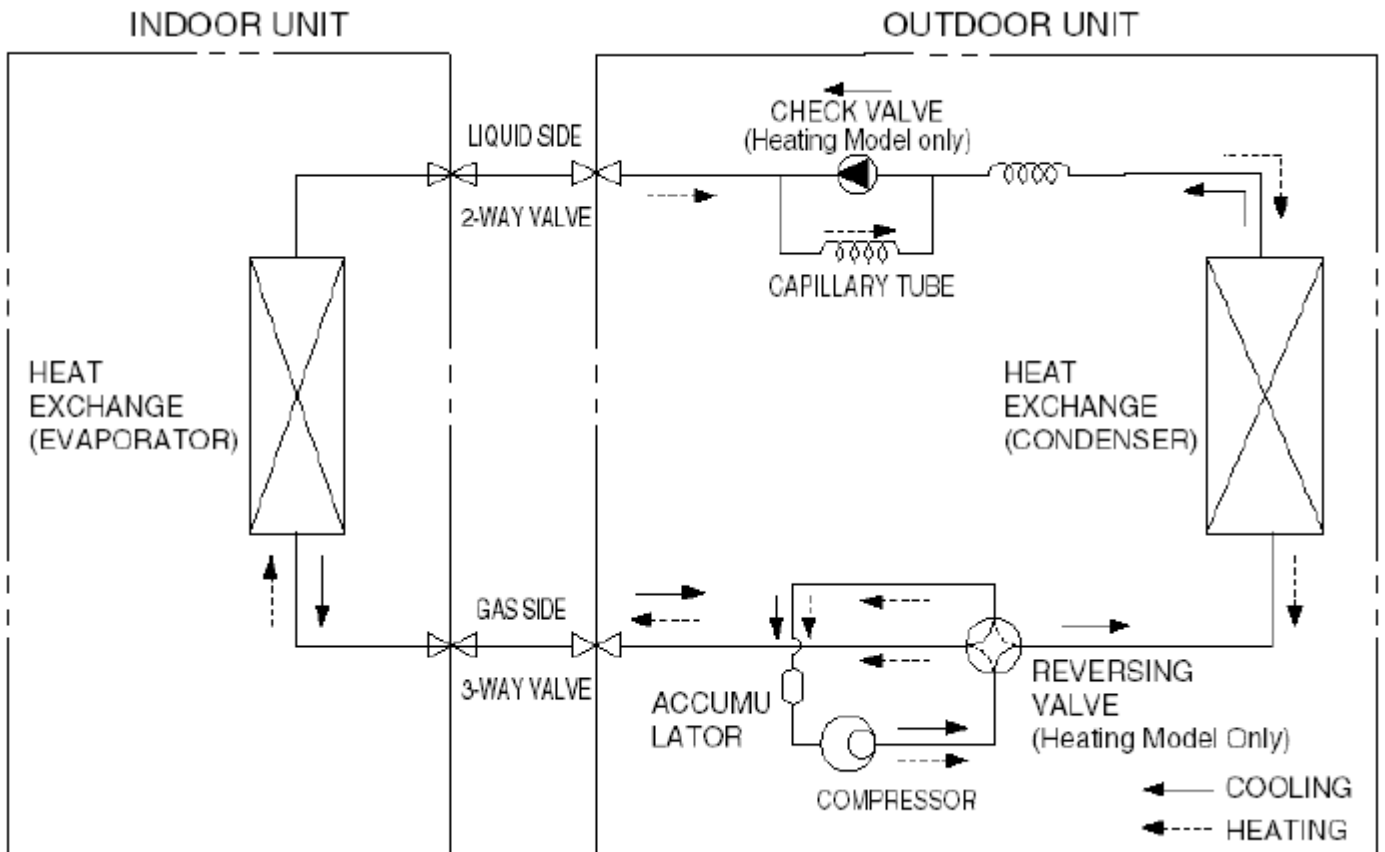 INDOOR UNIT
OUTDOOR UNIT
CHECK VALVE
(Heating Model only)
LIQUID SIDE
2-WAY VALVE
CAPILLARY TUBE
HEAT
EXCHANGE
(EVAPORATOR)
HEAT
EXCHANGE
(CONDENSER)
GAS SIDE
3-WAY VALVE
ACCUMU
LATOR
REVERSING
VALVE
(Heating Model Only)
COMPRESSOR
COOLING
HEATING